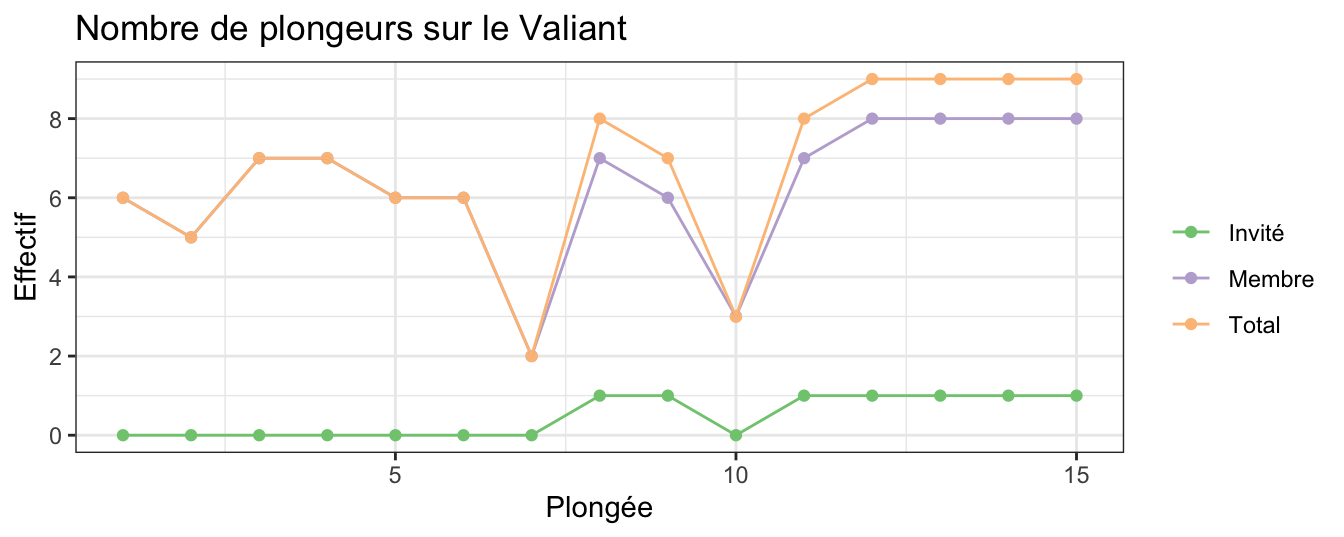 Nombre de plongeurs sur le Valiant
Effectif
8
6
4
2
0
5
10
15
Plongée
Invité
Membre
Total